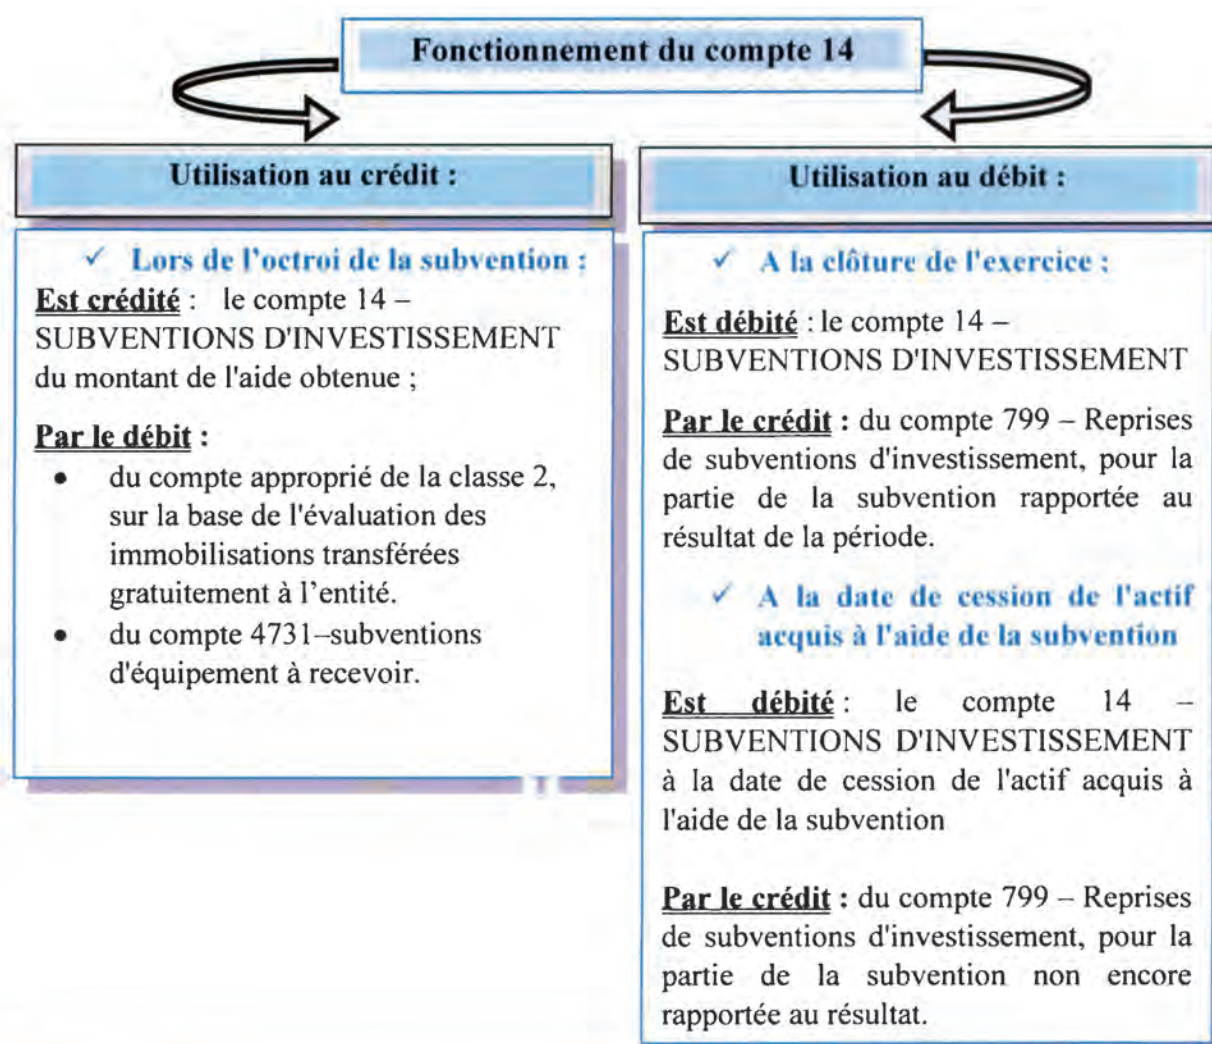 Fonctionnement du compte 14
Utilisation au crédit :
✓ Lors de l'octroi de la subvention :
Est crédité : le compte 14 –
SUBVENTIONS D'INVESTISSEMENT
du montant de l'aide obtenue ;
Par le débit :
• du compte approprié de la classe 2,
sur la base de l'évaluation des
immobilisations transférées
gratuitement à l'entité.
• du compte 4731–subventions
d'équipement à recevoir.
Utilisation au débit :
✓ A la clôture de l'exercice :
Est débité : le compte 14 –
SUBVENTIONS D'INVESTISSEMENT
Par le crédit : du compte 799 – Reprises
de subventions d'investissement, pour la
partie de la subvention rapportée au
résultat de la période.
✓ A la date de cession de l'actif
acquis à l'aide de la subvention
Est débité : le compte 14 –
SUBVENTIONS D'INVESTISSEMENT
à la date de cession de l'actif acquis à
l'aide de la subvention
Par le crédit : du compte 799 – Reprises
de subventions d'investissement, pour la
partie de la subvention non encore
rapportée au résultat.